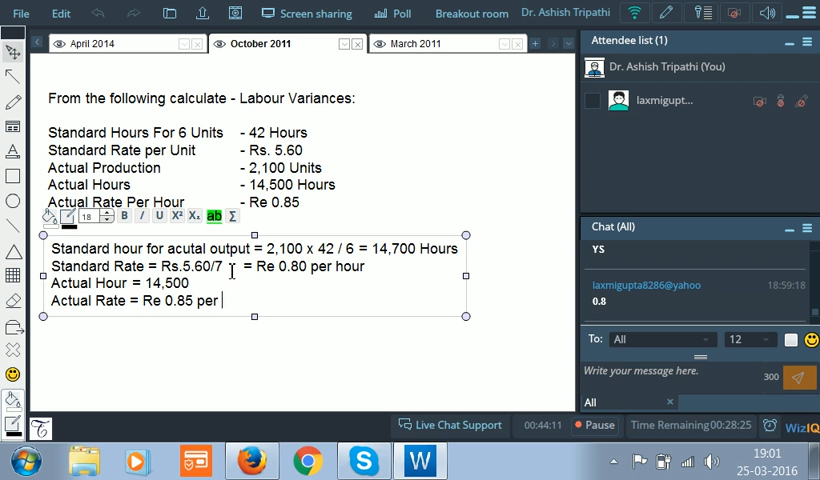 File Edit Screen sharing Poll Breakout room Dr. Ashish Tripathi
April 2014 October 2011 March 2011
Attendee list (1)
Dr. Ashish Tripathi (You)
laxmigupt...
From the following calculate - Labour Variances:
Standard Hours For 6 Units - 42 Hours
Standard Rate per Unit - Rs. 5.60
Actual Production - 2,100 Units
Actual Hours - 14,500 Hours
Actual Rate Per Hour - Re 0.85
18 B I U X² X₂ ab Σ
Standard hour for acutal output = 2,100 x 42 / 6 = 14,700 Hours
Standard Rate = Rs.5.60/7 = Re 0.80 per hour
Actual Hour = 14,500
Actual Rate = Re 0.85 per
Chat (All)
YS
laxmigupta8286@yahoo 18:59:18
0.8
To: All 12
Write your message here. 300
All
Live Chat Support 00:44:11 Pause Time Remaining 00:28:25 WizIQ
19:01
25-03-2016